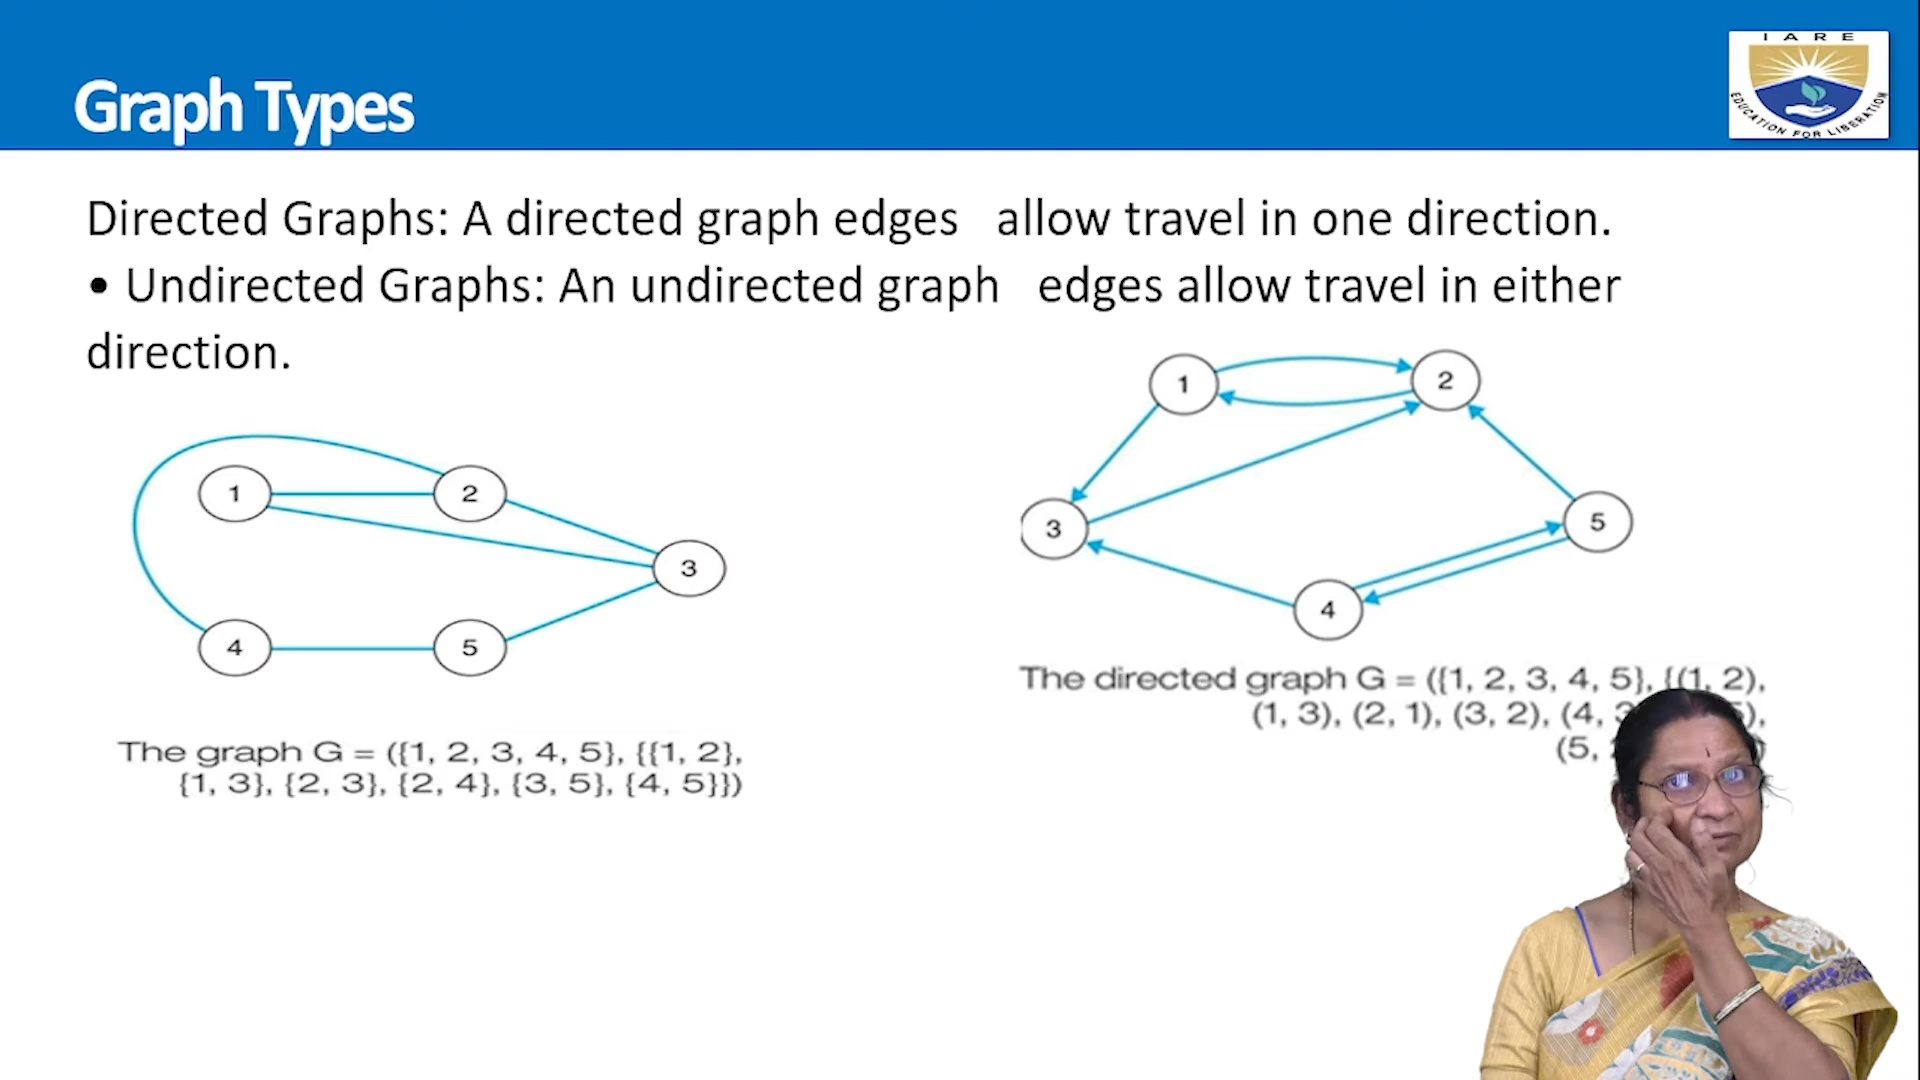 Graph Types
I A R E
EDUCATION FOR LIBERATION
Directed Graphs: A directed graph edges allow travel in one direction.
• Undirected Graphs: An undirected graph edges allow travel in either
direction.
1
2
3
4
5
1
2
3
5
4
The graph G = ({1, 2, 3, 4, 5}, {{1, 2},
{1, 3}, {2, 3}, {2, 4}, {3, 5}, {4, 5}})
The directed graph G = ({1, 2, 3, 4, 5}, {(1, 2),
(1, 3), (2, 1), (3, 2), (4, ),
(5,